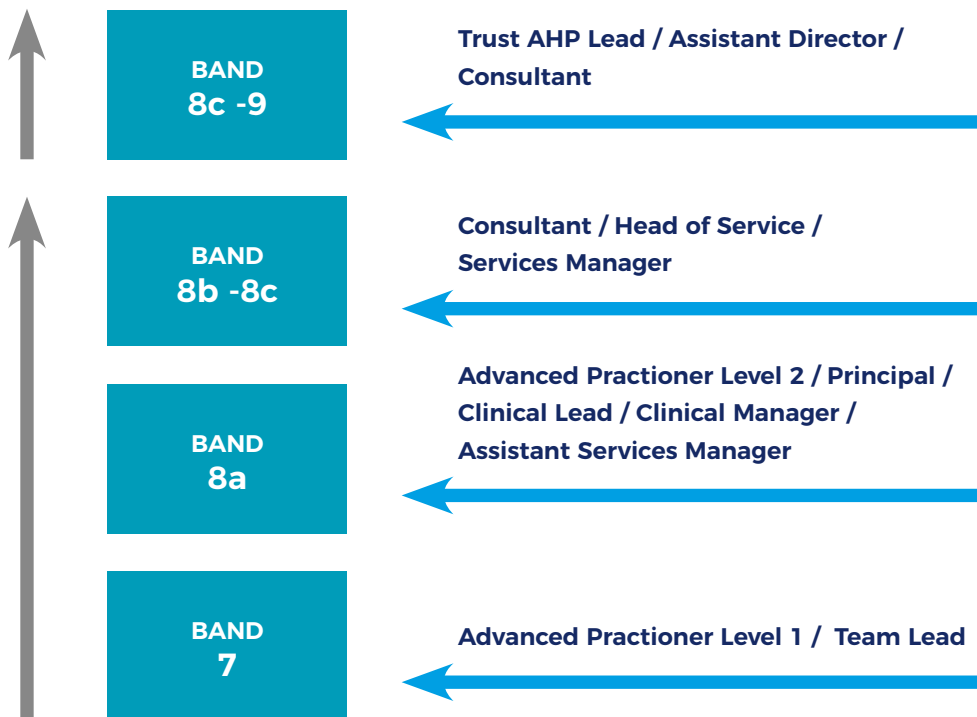 BAND
8c -9
Trust AHP Lead / Assistant Director /
Consultant
BAND
8b -8c
Consultant / Head of Service /
Services Manager
BAND
8a
Advanced Practioner Level 2 / Principal /
Clinical Lead / Clinical Manager /
Assistant Services Manager
BAND
7
Advanced Practioner Level 1 / Team Lead